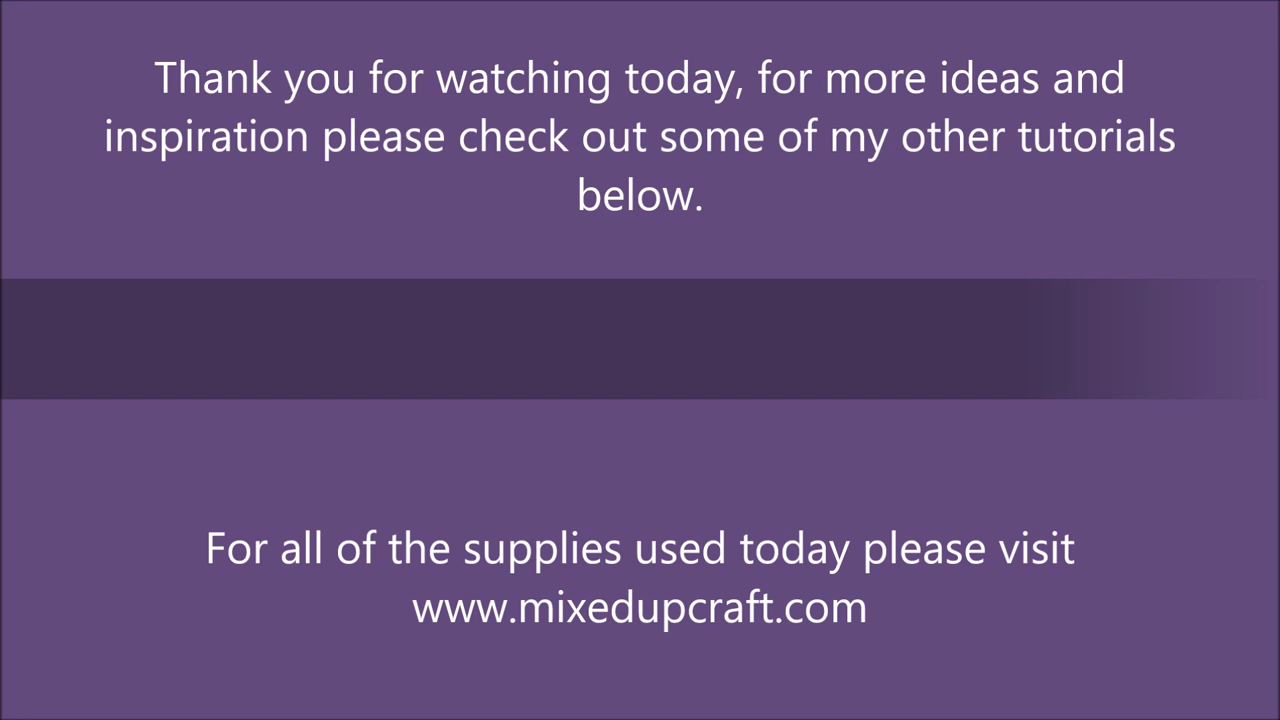 Thank you for watching today, for more ideas and
inspiration please check out some of my other tutorials
below.
For all of the supplies used today please visit
www.mixedupcraft.com